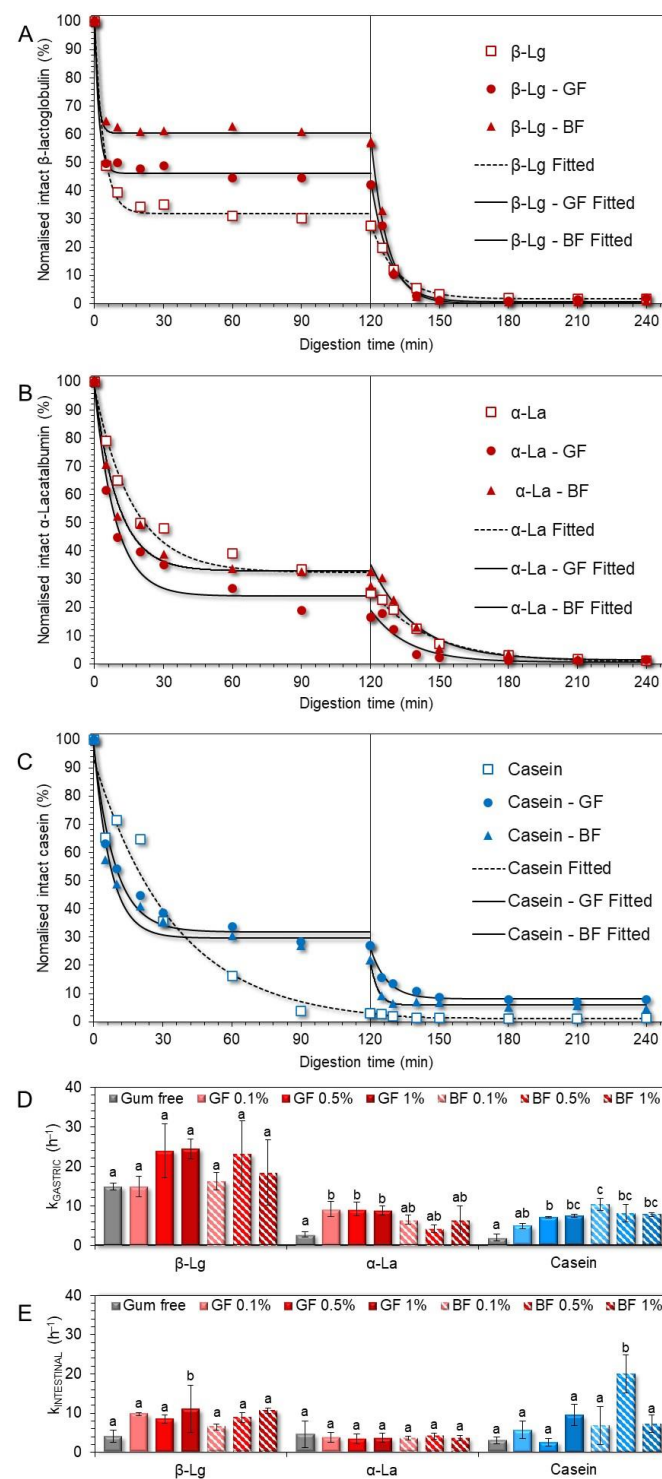 A
Nomalised intact β-lactoglobulin (%)
100
90
80
70
60
50
40
30
20
10
0
β-Lg
β-Lg - GF
β-Lg - BF
β-Lg Fitted
β-Lg - GF Fitted
β-Lg - BF Fitted
0 30 60 90 120 150 180 210 240
Digestion time (min)
B
Nomalised intact α-Lacatalbumin (%)
100
90
80
70
60
50
40
30
20
10
0
α-La
α-La - GF
α-La - BF
α-La Fitted
α-La - GF Fitted
α-La - BF Fitted
0 30 60 90 120 150 180 210 240
Digestion time (min)
C
Nomalised intact casein (%)
100
90
80
70
60
50
40
30
20
10
0
Casein
Casein - GF
Casein - BF
Casein Fitted
Casein - GF Fitted
Casein - BF Fitted
0 30 60 90 120 150 180 210 240
Digestion time (min)
D
kGASTRIC (h⁻¹)
40
30
20
10
0
Gum free GF 0.1% GF 0.5% GF 1% BF 0.1% BF 0.5% BF 1%
a a a a a a a
a b b b ab ab ab
a ab b bc c bc bc
β-Lg α-La Casein
E
kINTESTINAL (h⁻¹)
40
30
20
10
0
Gum free GF 0.1% GF 0.5% GF 1% BF 0.1% BF 0.5% BF 1%
a a a b a a a
a a a a a a a
a a a a a b a
β-Lg α-La Casein